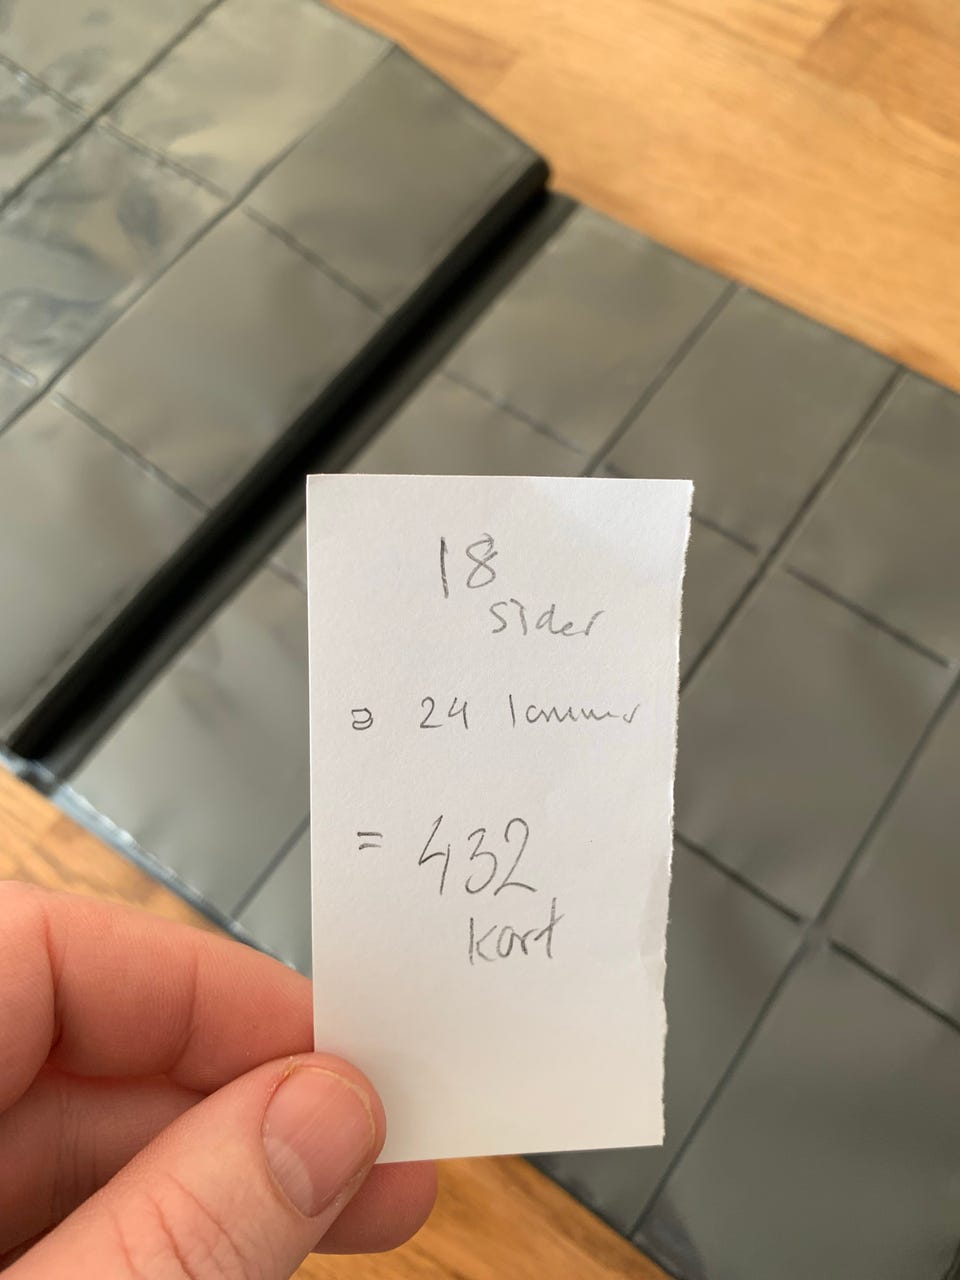 18
sider
a 24 lommer
= 432
kort